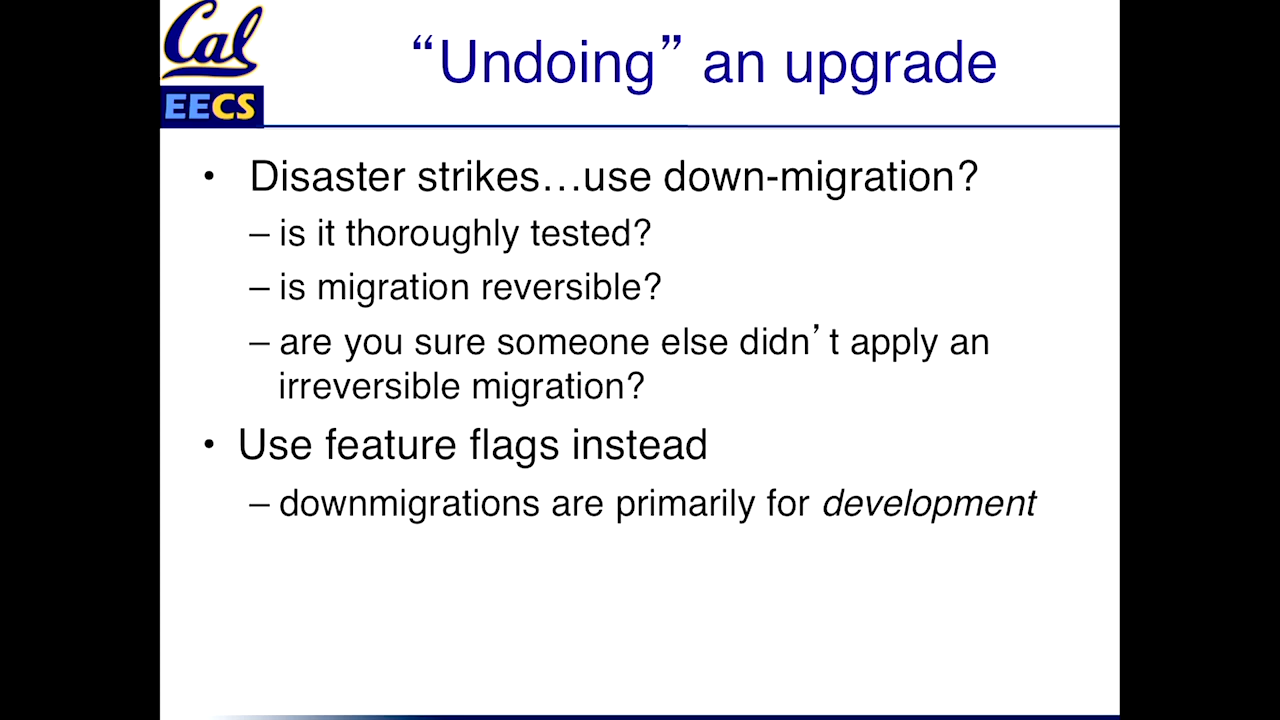 Cal
EECS
“Undoing” an upgrade
• Disaster strikes…use down-migration?
– is it thoroughly tested?
– is migration reversible?
– are you sure someone else didn’t apply an
irreversible migration?
• Use feature flags instead
– downmigrations are primarily for development